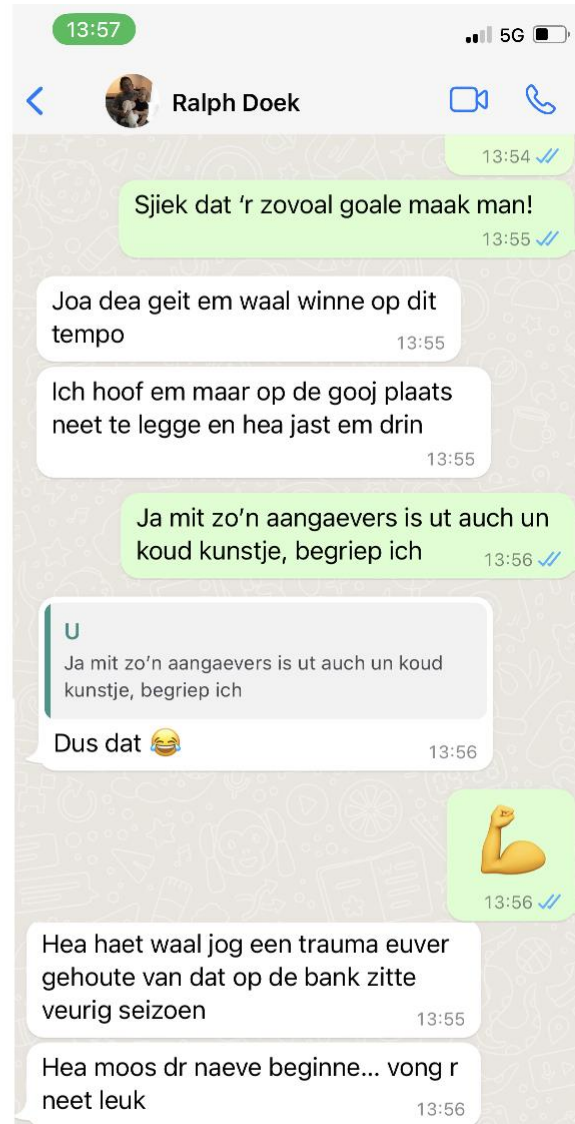 13:57
5G
Ralph Doek
13:54
Sjiek dat ‘r zovoal goale maak man!
13:55
Joa dea geit em waal winne op dit
tempo
13:55
Ich hoof em maar op de gooj plaats
neet te legge en hea jast em drin
13:55
Ja mit zo’n aangaevers is ut auch un
koud kunstje, begriep ich
13:56
U
Ja mit zo’n aangaevers is ut auch un koud
kunstje, begriep ich
Dus dat 😂
13:56
💪
13:56
Hea haet waal jog een trauma euver
gehoute van dat op de bank zitte
veurig seizoen
13:55
Hea moos dr naeve beginne... vong r
neet leuk
13:56